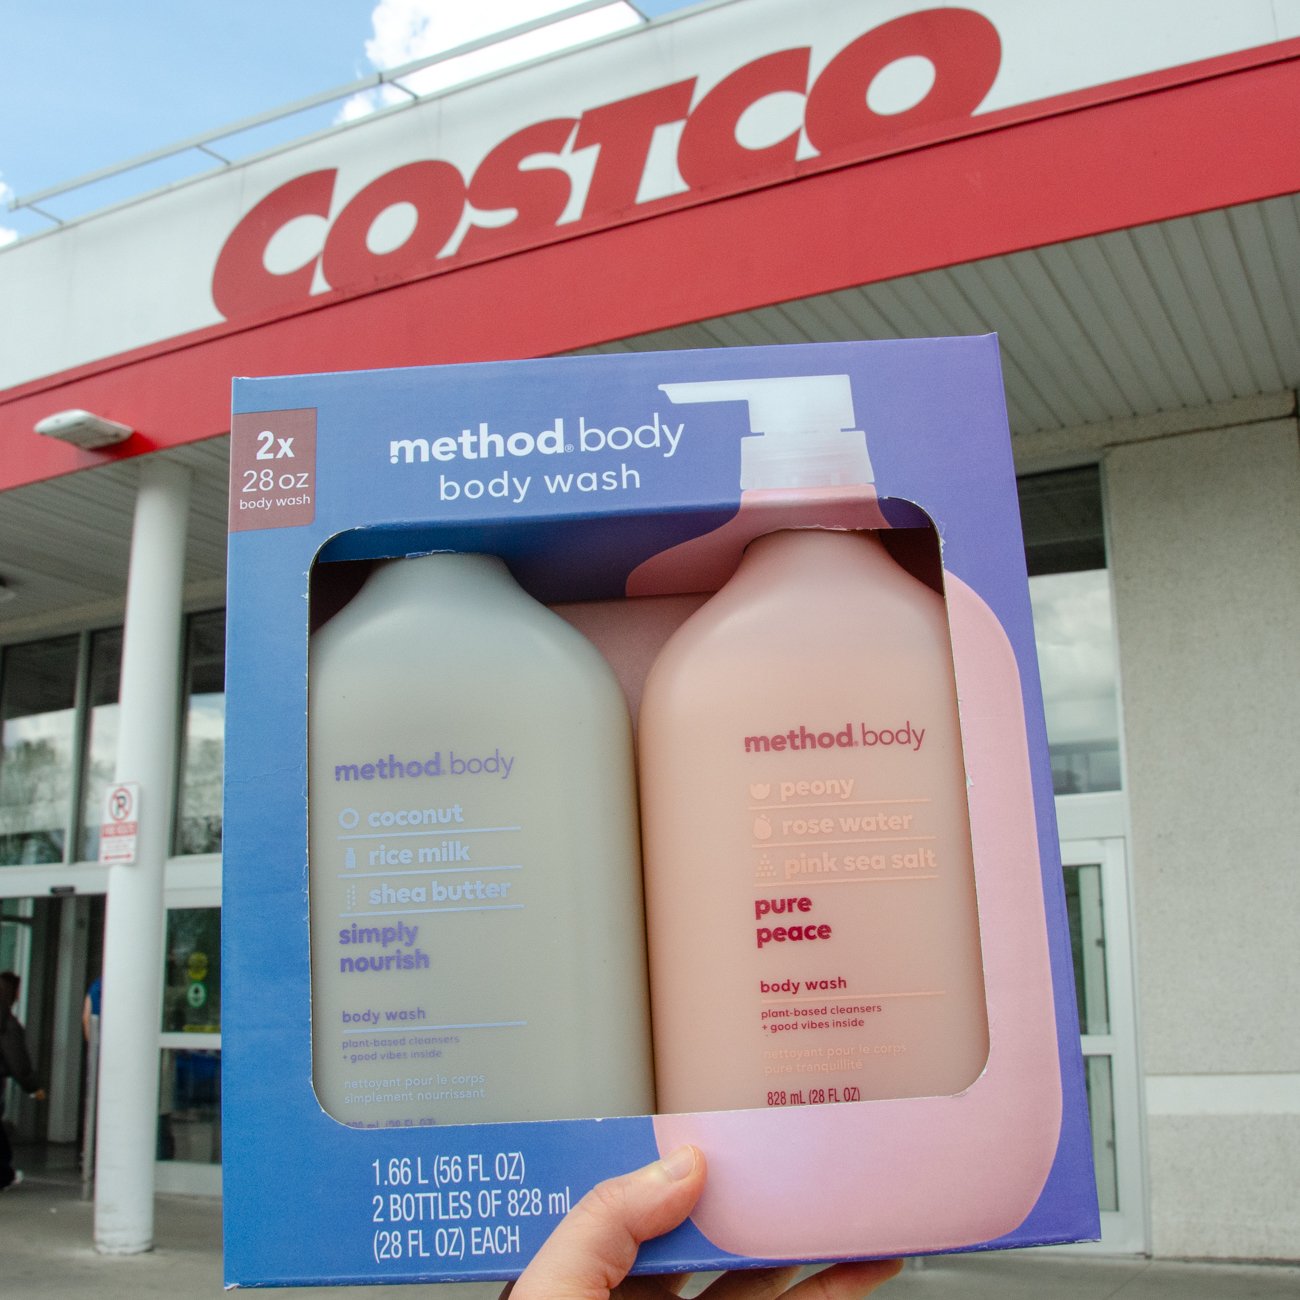 COSTCO
2x
28 oz
body wash
method® body
body wash
method. body
coconut
rice milk
shea butter
simply
nourish
body wash
plant-based cleansers
+ good vibes inside
nettoyant pour le corps
simplement nourrissant
method. body
peony
rose water
pink sea salt
pure
peace
body wash
plant-based cleansers
+ good vibes inside
nettoyant pour le corps
pure tranquillité
828 mL (28 FL OZ)
1.66 L (56 FL OZ)
2 BOTTLES OF 828 mL
(28 FL OZ) EACH